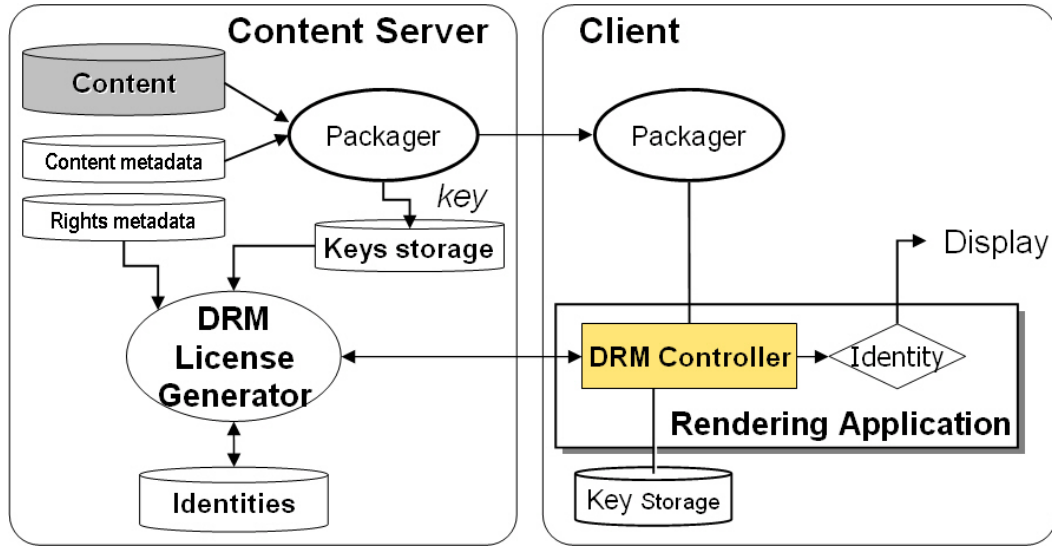 Content Server
Content
Content metadata
Rights metadata
Packager
key
Keys storage
DRM
License
Generator
Identities
Client
Packager
Display
DRM Controller
Identity
Rendering Application
Key Storage